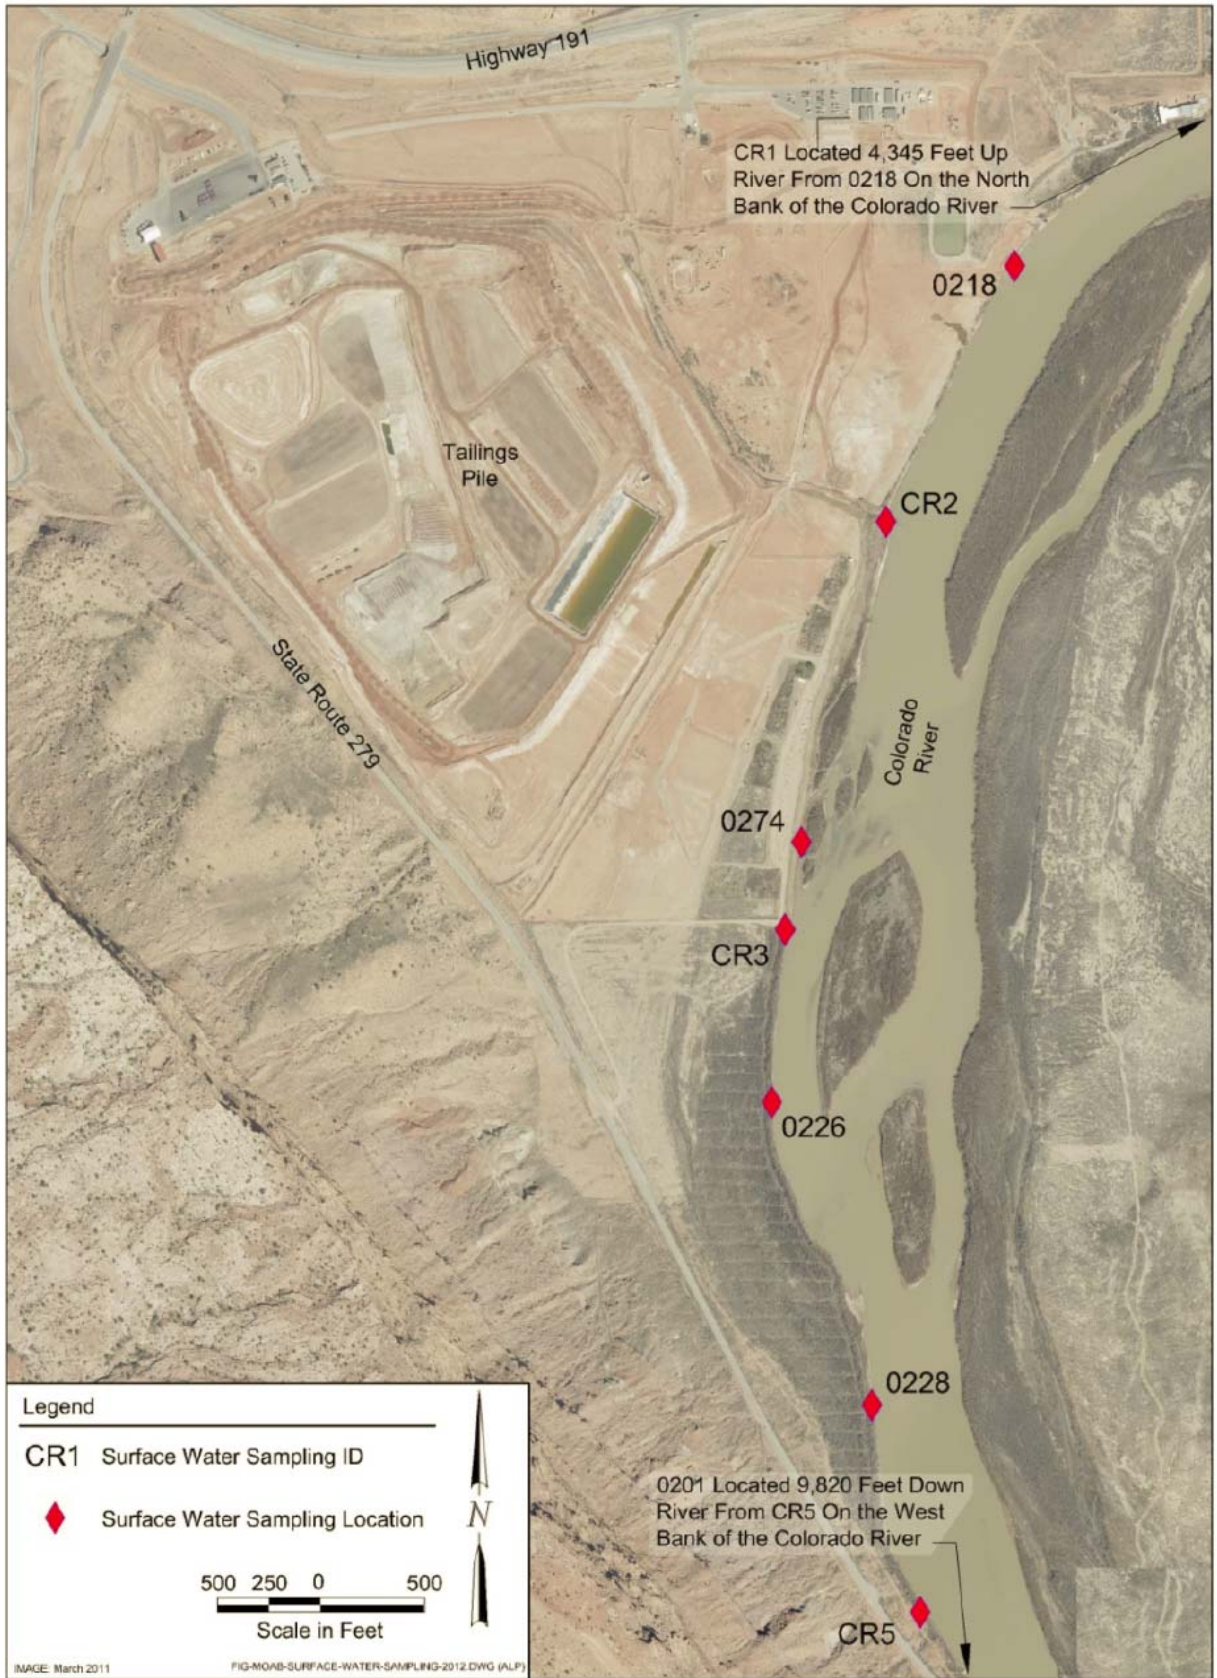 Highway 191
CR1 Located 4,345 Feet Up
River From 0218 On the North
Bank of the Colorado River
0218
Tailings
Pile
CR2
State Route 279
Colorado
River
0274
CR3
0226
0228
0201 Located 9,820 Feet Down
River From CR5 On the West
Bank of the Colorado River
CR5
Legend
CR1 Surface Water Sampling ID
Surface Water Sampling Location
N
500 250 0 500
Scale in Feet
IMAGE: March 2011 FIG-MOAB-SURFACE-WATER-SAMPLING-2012.DWG (ALP)